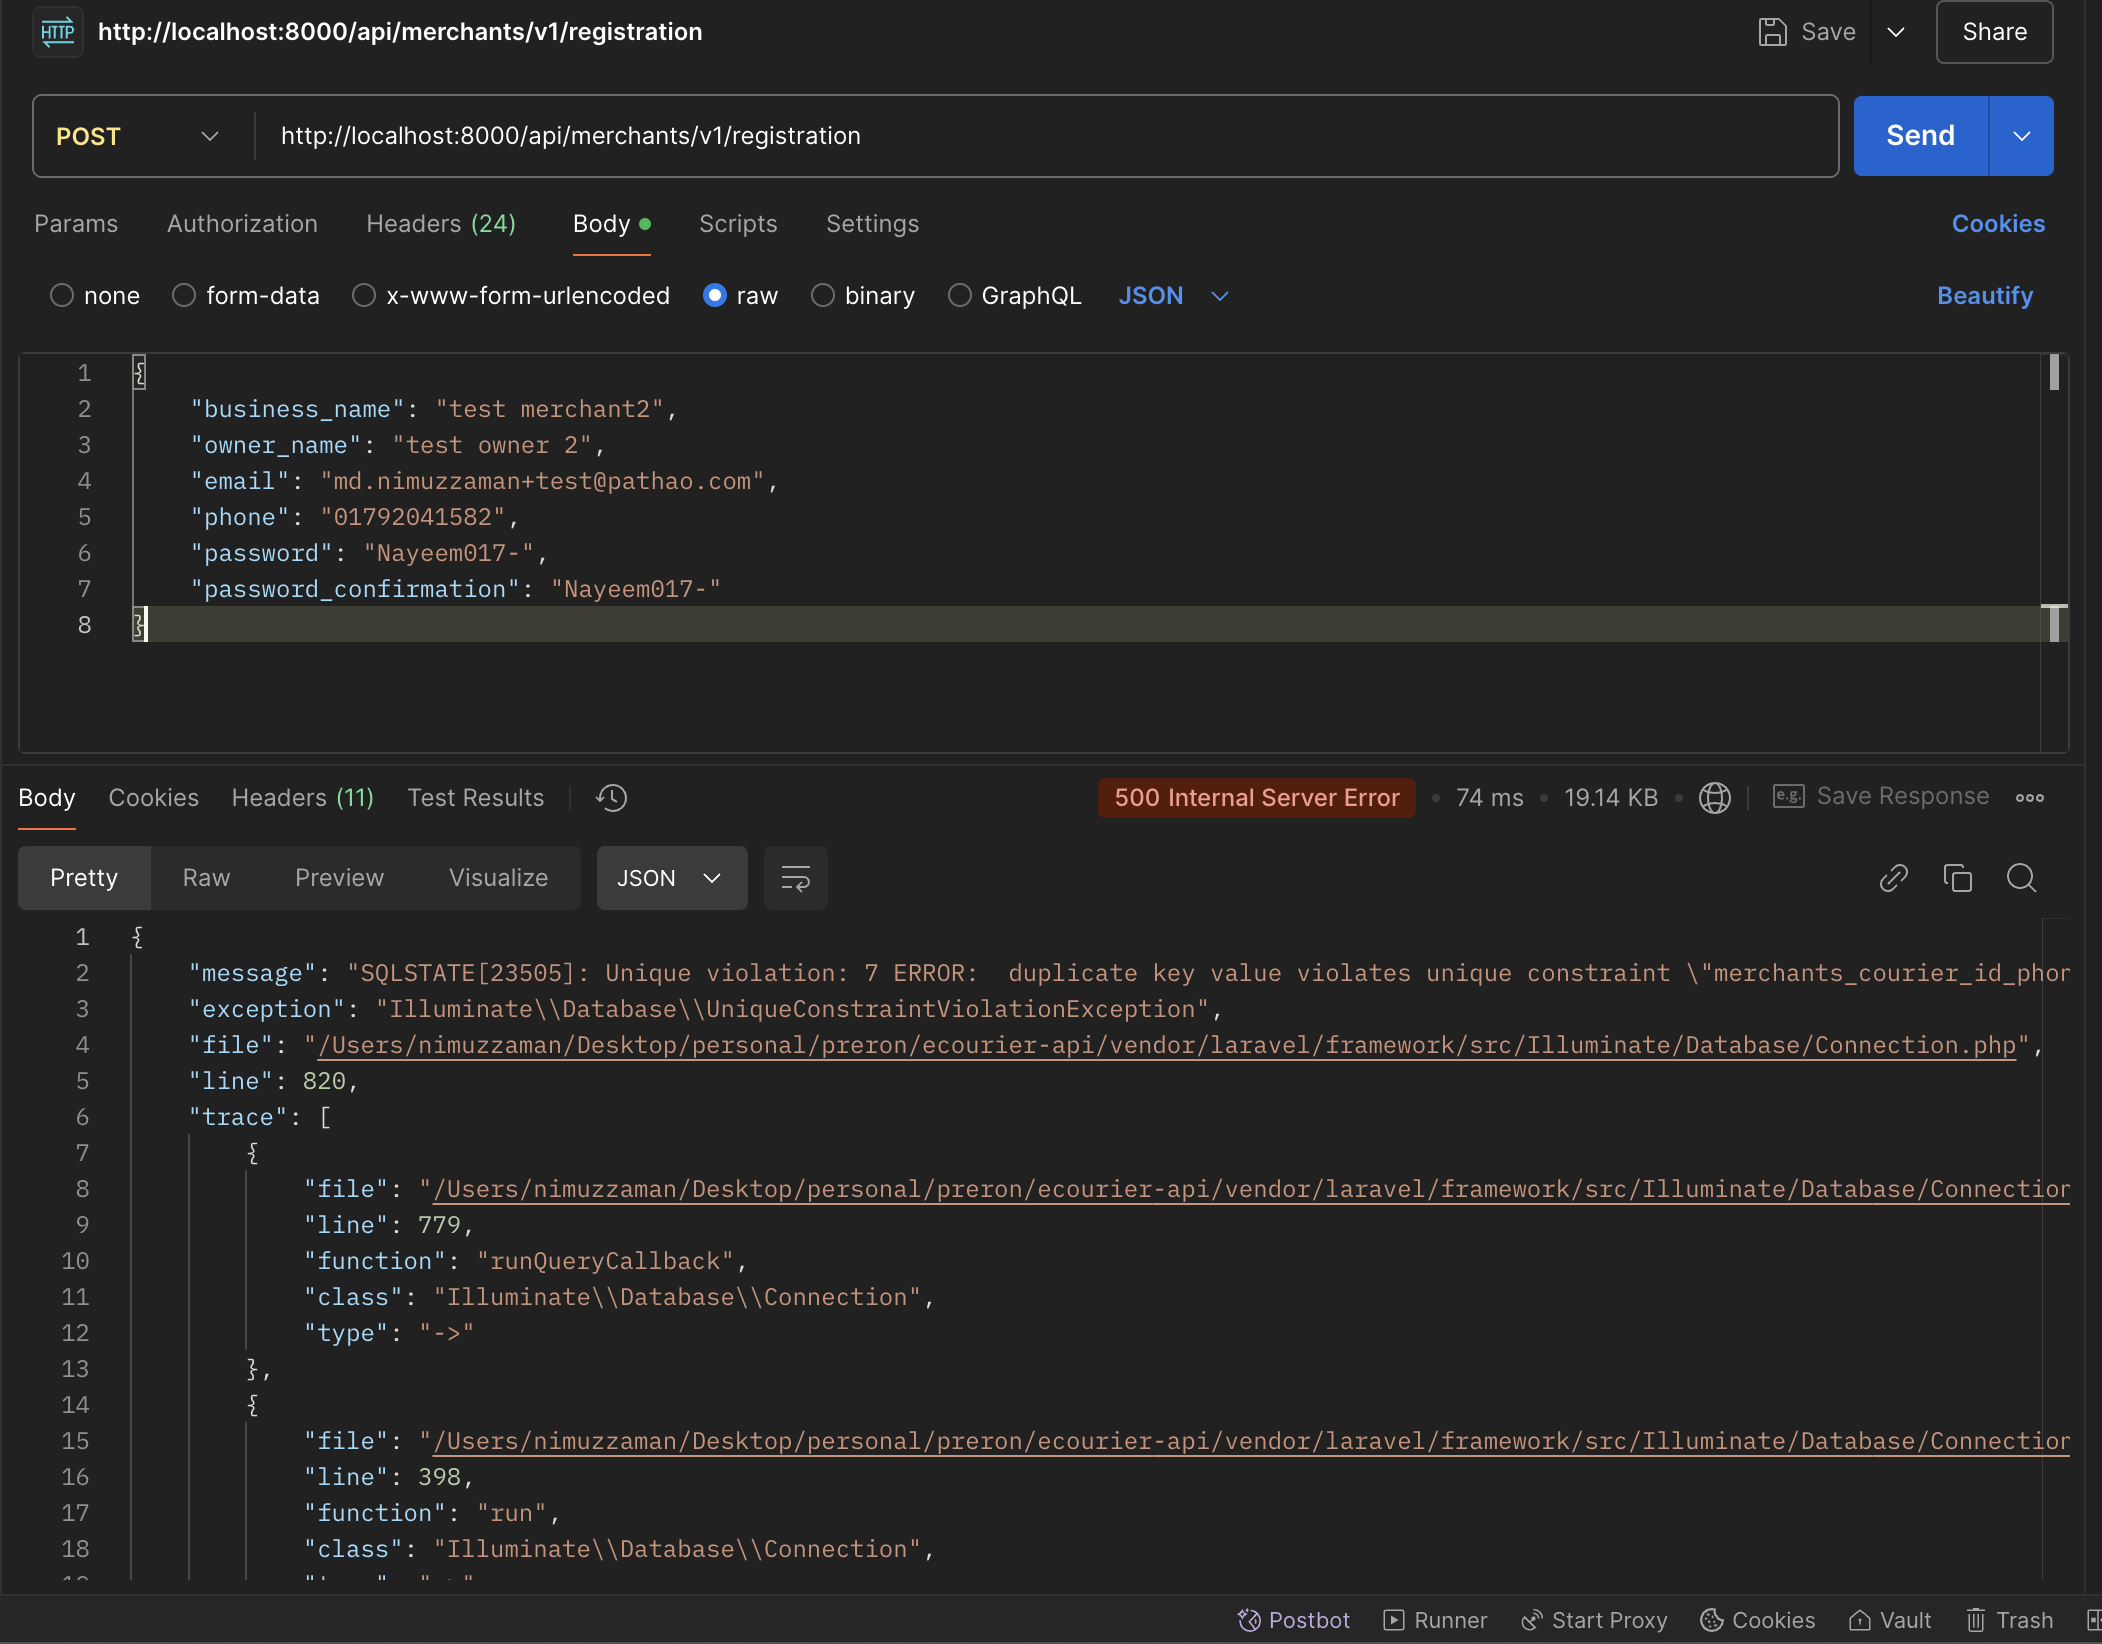 HTTP http://localhost:8000/api/merchants/v1/registration Save Share
POST http://localhost:8000/api/merchants/v1/registration Send
Params Authorization Headers (24) Body Scripts Settings Cookies
none form-data x-www-form-urlencoded raw binary GraphQL JSON Beautify
1 {
2 "business_name": "test merchant2",
3 "owner_name": "test owner 2",
4 "email": "md.nimuzzaman+test@pathao.com",
5 "phone": "01792041582",
6 "password": "Nayeem017-",
7 "password_confirmation": "Nayeem017-"
8 }
Body Cookies Headers (11) Test Results 500 Internal Server Error • 74 ms • 19.14 KB • e.g. Save Response
Pretty Raw Preview Visualize JSON
1 {
2 "message": "SQLSTATE[23505]: Unique violation: 7 ERROR:  duplicate key value violates unique constraint \"merchants_courier_id_phon
3 "exception": "Illuminate\\Database\\UniqueConstraintViolationException",
4 "file": "/Users/nimuzzaman/Desktop/personal/preron/ecourier-api/vendor/laravel/framework/src/Illuminate/Database/Connection.php",
5 "line": 820,
6 "trace": [
7 {
8 "file": "/Users/nimuzzaman/Desktop/personal/preron/ecourier-api/vendor/laravel/framework/src/Illuminate/Database/Connection
9 "line": 779,
10 "function": "runQueryCallback",
11 "class": "Illuminate\\Database\\Connection",
12 "type": "->"
13 },
14 {
15 "file": "/Users/nimuzzaman/Desktop/personal/preron/ecourier-api/vendor/laravel/framework/src/Illuminate/Database/Connection
16 "line": 398,
17 "function": "run",
18 "class": "Illuminate\\Database\\Connection",
Postbot Runner Start Proxy Cookies Vault Trash